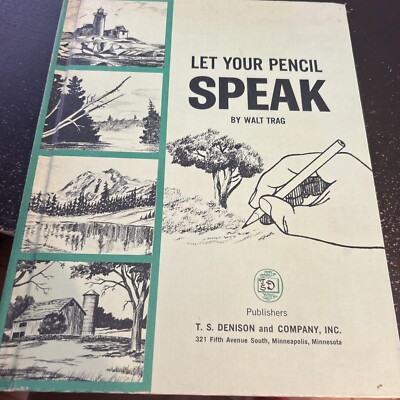 LET YOUR PENCIL
SPEAK
BY WALT TRAG
Publishers
T. S. DENISON and COMPANY, INC.
321 Fifth Avenue South, Minneapolis, Minnesota